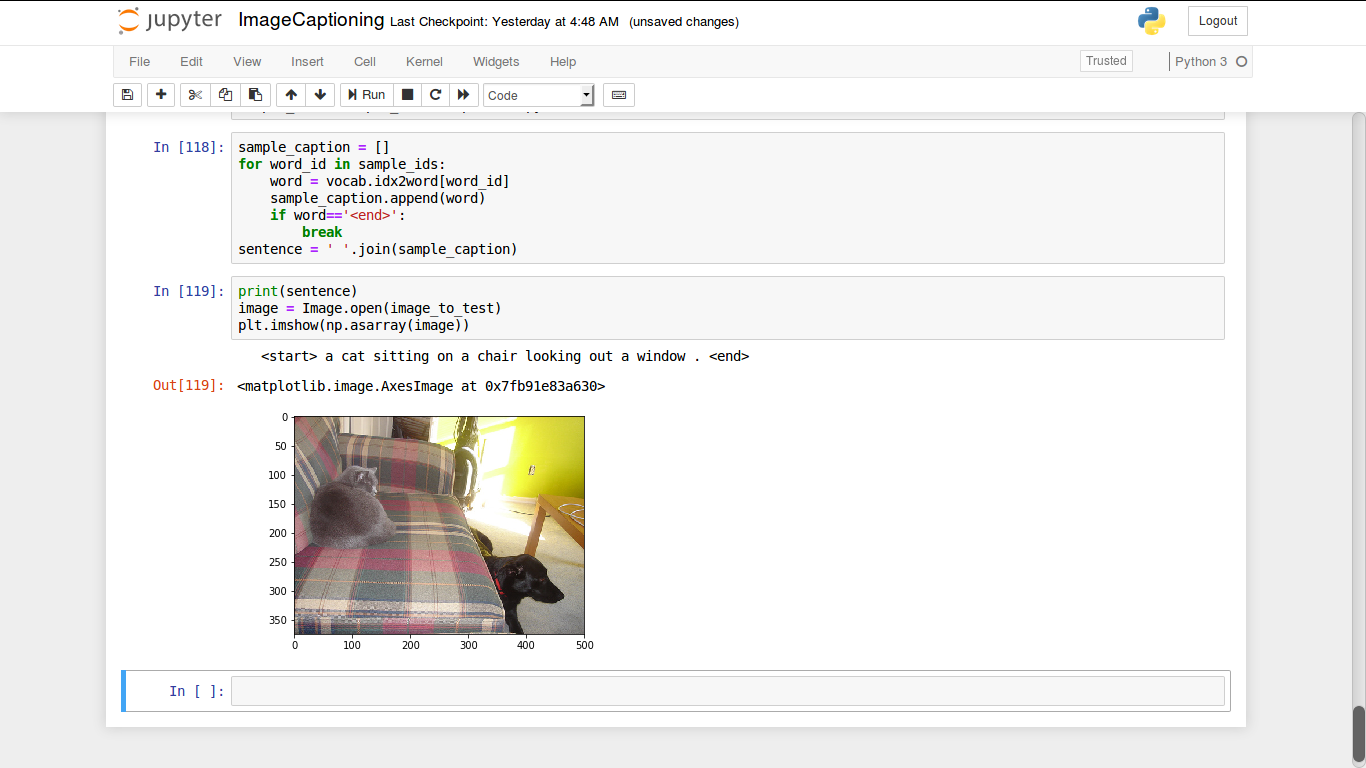 jupyter ImageCaptioning Last Checkpoint: Yesterday at 4:48 AM (unsaved changes) Logout
File Edit View Insert Cell Kernel Widgets Help Trusted Python 3
Run Code
In [118]: sample_caption = []
for word_id in sample_ids:
    word = vocab.idx2word[word_id]
    sample_caption.append(word)
    if word=='<end>':
        break
sentence = ' '.join(sample_caption)
In [119]: print(sentence)
image = Image.open(image_to_test)
plt.imshow(np.asarray(image))
<start> a cat sitting on a chair looking out a window . <end>
Out[119]: <matplotlib.image.AxesImage at 0x7fb91e83a630>
0
50
100
150
200
250
300
350
0 100 200 300 400 500
In [ ]: